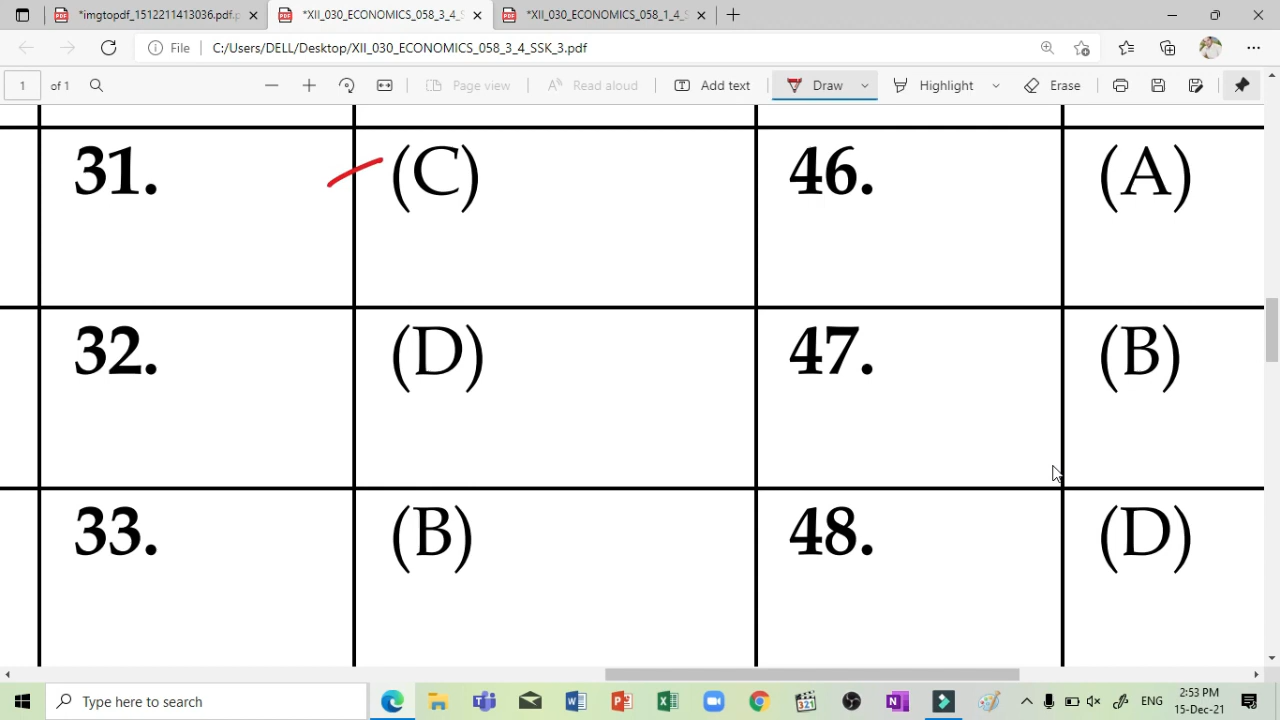 *imgtopdf_1512211413036.pdf
*XII_030_ECONOMICS_058_3_4_S
*XII_030_ECONOMICS_058_1_4_S
File C:/Users/DELL/Desktop/XII_030_ECONOMICS_058_3_4_SSK_3.pdf
1 of 1 Page view Read aloud Add text Draw Highlight Erase
31. (C) 46. (A)
32. (D) 47. (B)
33. (B) 48. (D)
Type here to search
321
ENG
2:53 PM
15-Dec-21